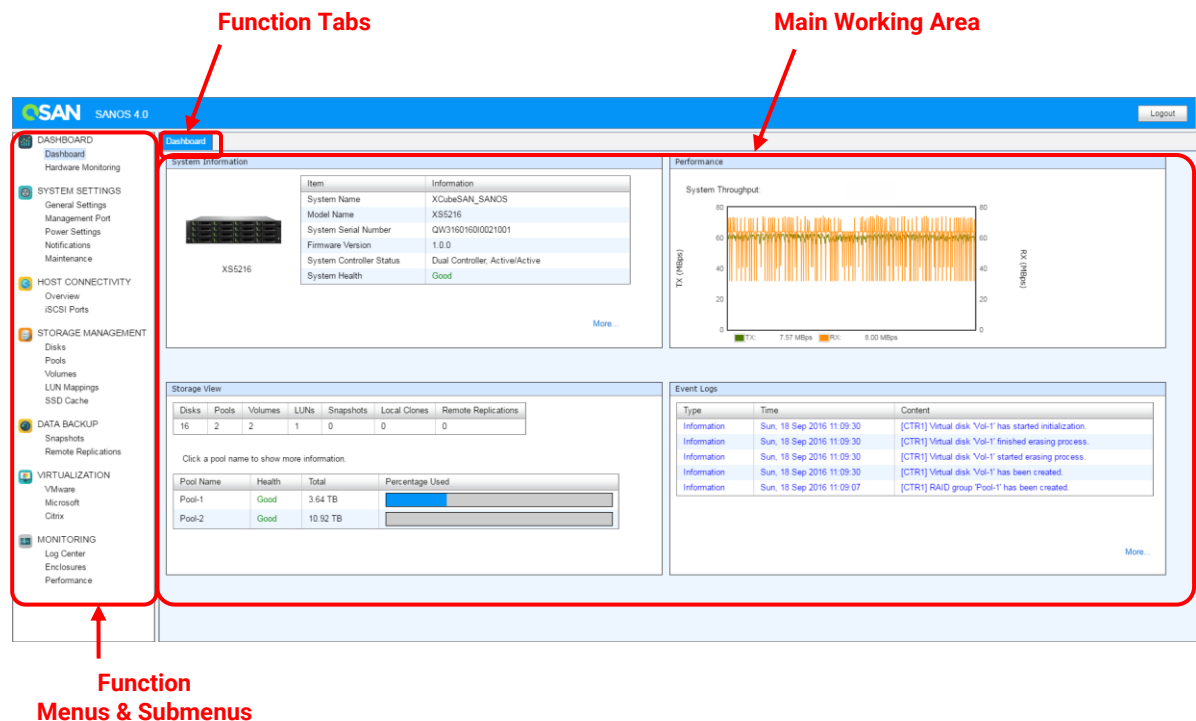 Function Tabs
Main Working Area
QSAN SANOS 4.0
Logout
DASHBOARD
Dashboard
Hardware Monitoring
SYSTEM SETTINGS
General Settings
Management Port
Power Settings
Notifications
Maintenance
HOST CONNECTIVITY
Overview
iSCSI Ports
STORAGE MANAGEMENT
Disks
Pools
Volumes
LUN Mappings
SSD Cache
DATA BACKUP
Snapshots
Remote Replications
VIRTUALIZATION
VMware
Microsoft
Citrix
MONITORING
Log Center
Enclosures
Performance
Dashboard
System Information
XS5216
Item Information
System Name XCubeSAN_SANOS
Model Name XS5216
System Serial Number QW3160160I0021001
Firmware Version 1.0.0
System Controller Status Dual Controller, Active/Active
System Health Good
More...
Performance
System Throughput:
80 80
60 60
40 40
20 20
0 0
TX (MBps)
RX (MBps)
TX: 7.57 MBps RX: 8.00 MBps
Storage View
Disks Pools Volumes LUNs Snapshots Local Clones Remote Replications
16 2 2 1 0 0 0
Click a pool name to show more information.
Pool Name Health Total Percentage Used
Pool-1 Good 3.64 TB
Pool-2 Good 10.92 TB
Event Logs
Type Time Content
Information Sun, 18 Sep 2016 11:09:30 [CTR1] Virtual disk 'Vol-1' has started initialization.
Information Sun, 18 Sep 2016 11:09:30 [CTR1] Virtual disk 'Vol-1' finished erasing process.
Information Sun, 18 Sep 2016 11:09:30 [CTR1] Virtual disk 'Vol-1' started erasing process.
Information Sun, 18 Sep 2016 11:09:30 [CTR1] Virtual disk 'Vol-1' has been created.
Information Sun, 18 Sep 2016 11:09:07 [CTR1] RAID group 'Pool-1' has been created.
More...
Function
Menus & Submenus